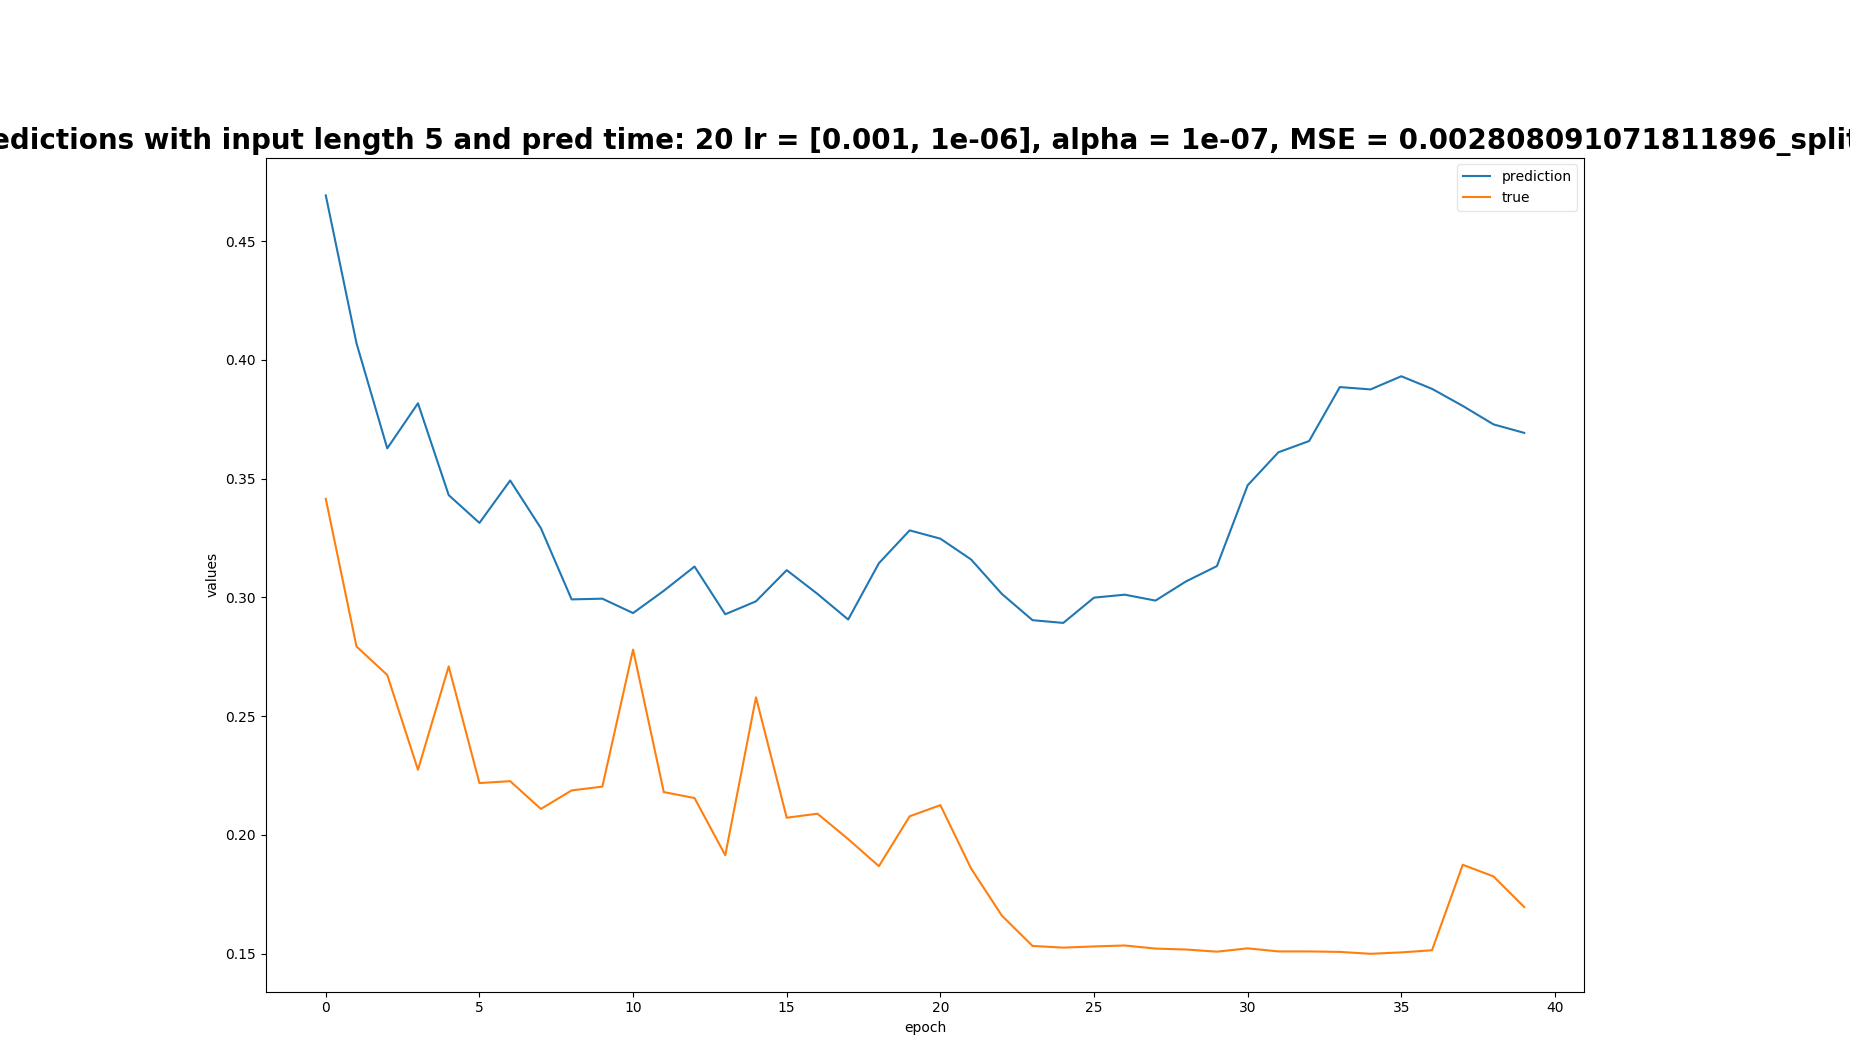 edictions with input length 5 and pred time: 20 lr = [0.001, 1e-06], alpha = 1e-07, MSE = 0.002808091071811896_split
prediction
true
0.45
0.40
0.35
0.30
0.25
0.20
0.15
values
0 5 10 15 20 25 30 35 40
epoch